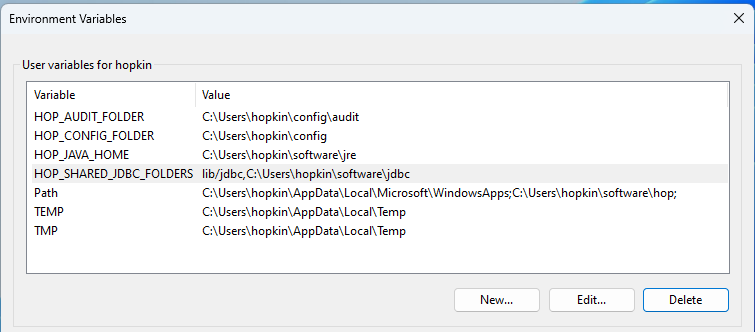 Environment Variables
User variables for hopkin
Variable Value
HOP_AUDIT_FOLDER C:\Users\hopkin\config\audit
HOP_CONFIG_FOLDER C:\Users\hopkin\config
HOP_JAVA_HOME C:\Users\hopkin\software\jre
HOP_SHARED_JDBC_FOLDERS lib/jdbc,C:\Users\hopkin\software\jdbc
Path C:\Users\hopkin\AppData\Local\Microsoft\WindowsApps;C:\Users\hopkin\software\hop;
TEMP C:\Users\hopkin\AppData\Local\Temp
TMP C:\Users\hopkin\AppData\Local\Temp
New... Edit... Delete